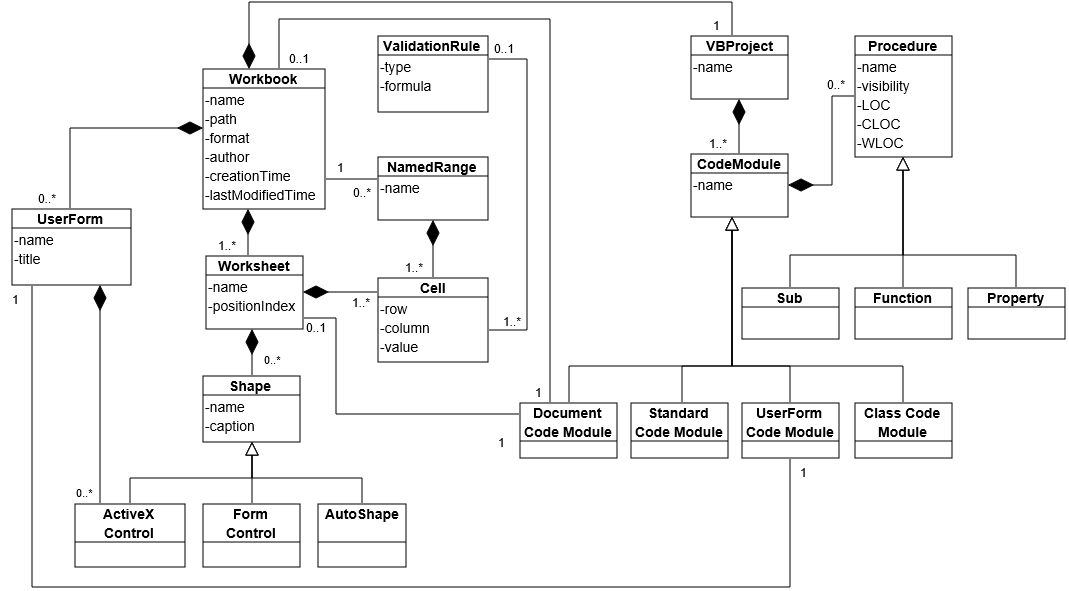 1
0..1
ValidationRule
-type
-formula
0..1
VBProject
-name
Procedure
-name
-visibility
-LOC
-CLOC
-WLOC
0..*
Workbook
-name
-path
-format
-author
-creationTime
-lastModifiedTime
1
0..*
NamedRange
-name
1..*
CodeModule
-name
0..*
UserForm
-name
-title
1
1..*
Worksheet
-name
-positionIndex
1..*
1..*
0..1
Cell
-row
-column
-value
1..*
Sub
Function
Property
0..*
Shape
-name
-caption
1
1
Document
Code Module
Standard
Code Module
UserForm
Code Module
Class Code
Module
1
0..*
ActiveX
Control
Form
Control
AutoShape